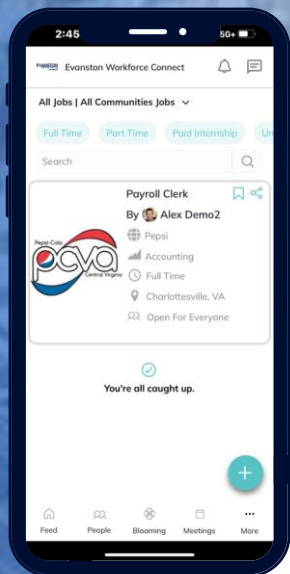 2:45
5G+
EVANSTON
Evanston Workforce Connect
All Jobs | All Communities Jobs
Full Time
Part Time
Paid Internship
Un
Search
Payroll Clerk
By Alex Demo2
Pepsi
Accounting
Full Time
Charlottesville, VA
Open For Everyone
Pepsi-Cola
pcva
Central Virginia
You're all caught up.
+
Feed
People
Blooming
Meetings
More